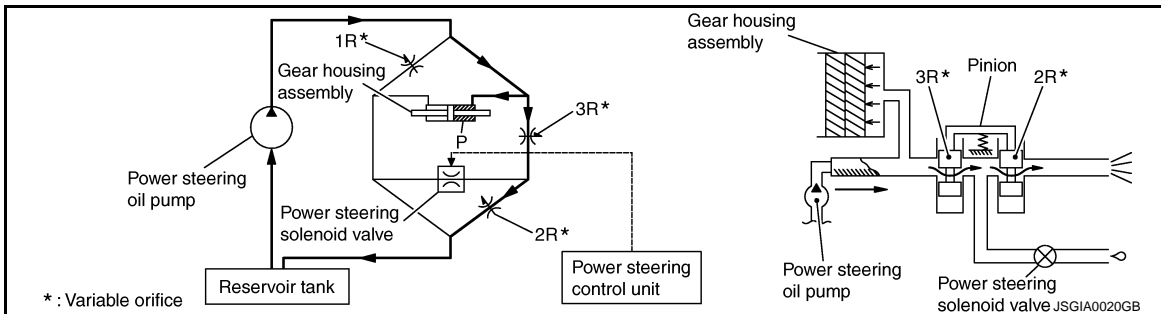 1R*
Gear housing
assembly
3R*
P
Power steering
oil pump
Power steering
solenoid valve
2R*
Reservoir tank
Power steering
control unit
* : Variable orifice
Gear housing
assembly
Pinion
3R*
2R*
Power steering
oil pump
Power steering
solenoid valve
JSGIA0020GB